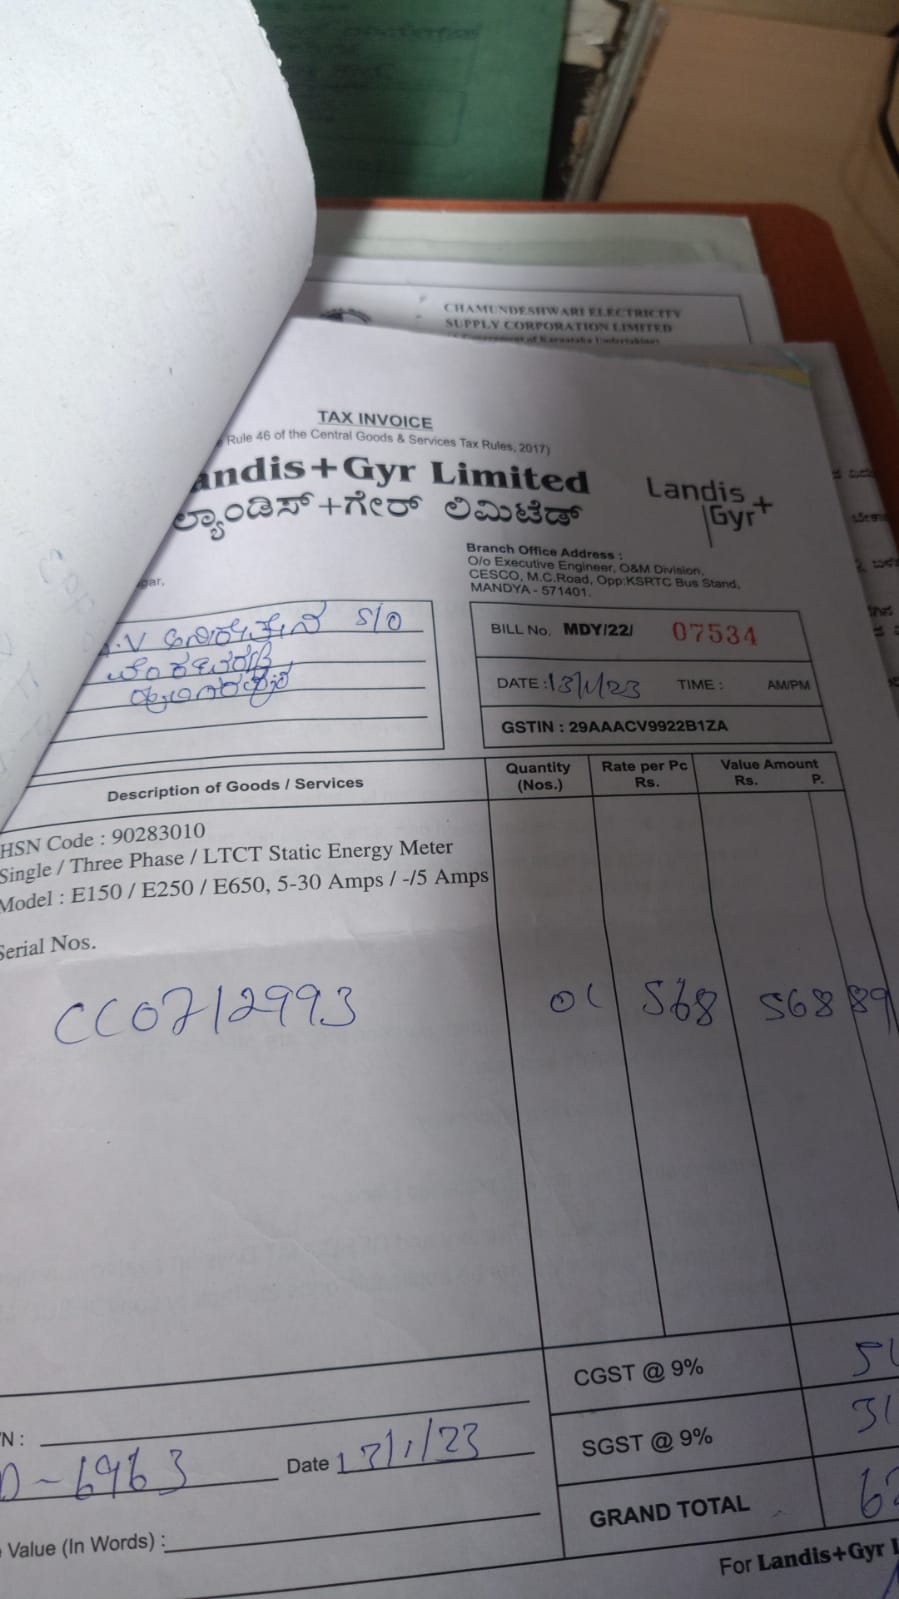 CHAMUNDESHWARI ELECTRICITY
SUPPLY CORPORATION LIMITED
TAX INVOICE
Rule 46 of the Central Goods & Services Tax Rules, 2017)
Landis+Gyr Limited
ಲ್ಯಾಂಡಿಸ್+ಗೇರ್ ಲಿಮಿಟೆಡ್
Landis+
Gyr
Branch Office Address :
O/o Executive Engineer, O&M Division,
CESCO, M.C.Road, Opp:KSRTC Bus Stand,
MANDYA - 571401.
S/O
BILL No. MDY/22/ 07534
DATE : 13/1/23 TIME : AM/PM
GSTIN : 29AAACV9922B1ZA
Description of Goods / Services Quantity (Nos.) Rate per Pc Rs. Value Amount Rs. P.
HSN Code : 90283010
Single / Three Phase / LTCT Static Energy Meter
Model : E150 / E250 / E650, 5-30 Amps / -/5 Amps
Serial Nos.
CC0712993 01 568 568 89
CGST @ 9%
SGST @ 9%
6963 Date 13/1/23
GRAND TOTAL
Value (In Words) :
For Landis+Gyr